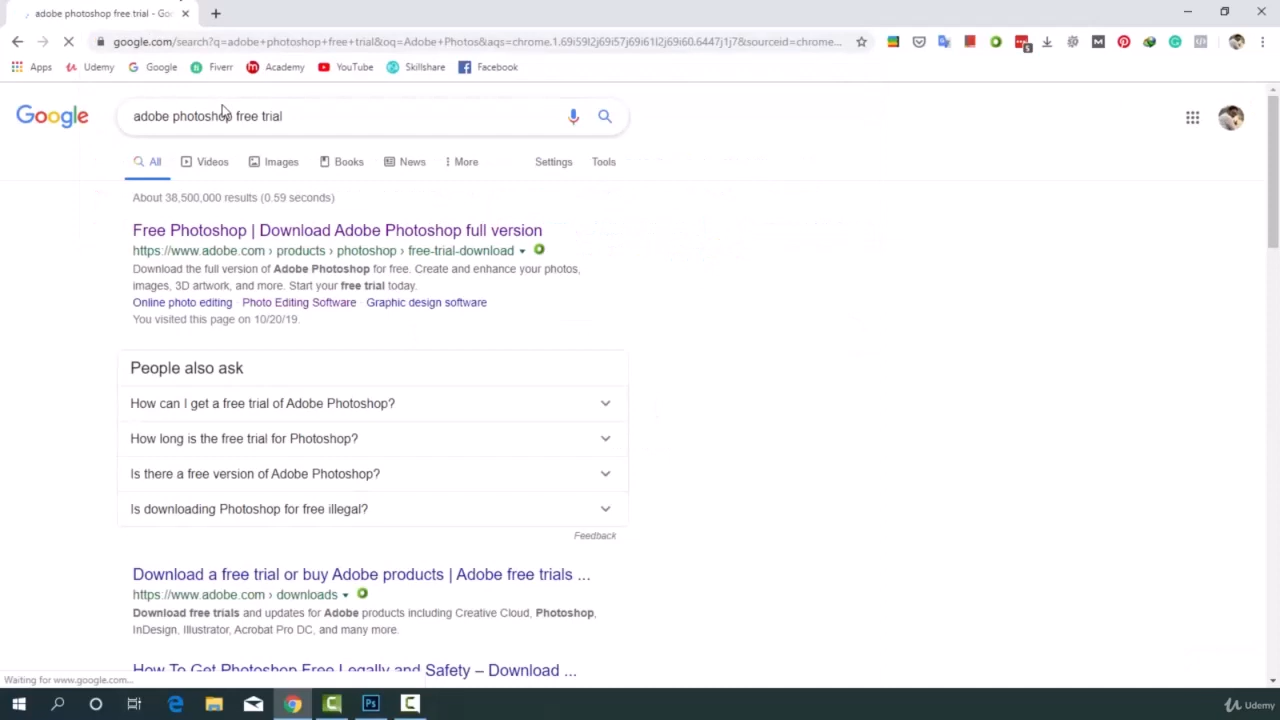 adobe photoshop free trial - Goo
google.com/search?q=adobe+photoshop+free+trial&oq=Adobe+Photos&aqs=chrome.1.69i59l2j69i57j69i61l2j69i60.6447j1j7&sourceid=chrome...
Apps Udemy Google Fiverr Academy YouTube Skillshare Facebook
Google adobe photoshop free trial
All Videos Images Books News More Settings Tools
About 38,500,000 results (0.59 seconds)
Free Photoshop | Download Adobe Photoshop full version
https://www.adobe.com › products › photoshop › free-trial-download
Download the full version of Adobe Photoshop for free. Create and enhance your photos,
images, 3D artwork, and more. Start your free trial today.
Online photo editing · Photo Editing Software · Graphic design software
You visited this page on 10/20/19.
People also ask
How can I get a free trial of Adobe Photoshop?
How long is the free trial for Photoshop?
Is there a free version of Adobe Photoshop?
Is downloading Photoshop for free illegal?
Feedback
Download a free trial or buy Adobe products | Adobe free trials ...
https://www.adobe.com › downloads
Download free trials and updates for Adobe products including Creative Cloud, Photoshop,
InDesign, Illustrator, Acrobat Pro DC, and many more.
How To Get Photoshop Free Legally and Safety – Download ...
Waiting for www.google.com...
Ps
Udemy